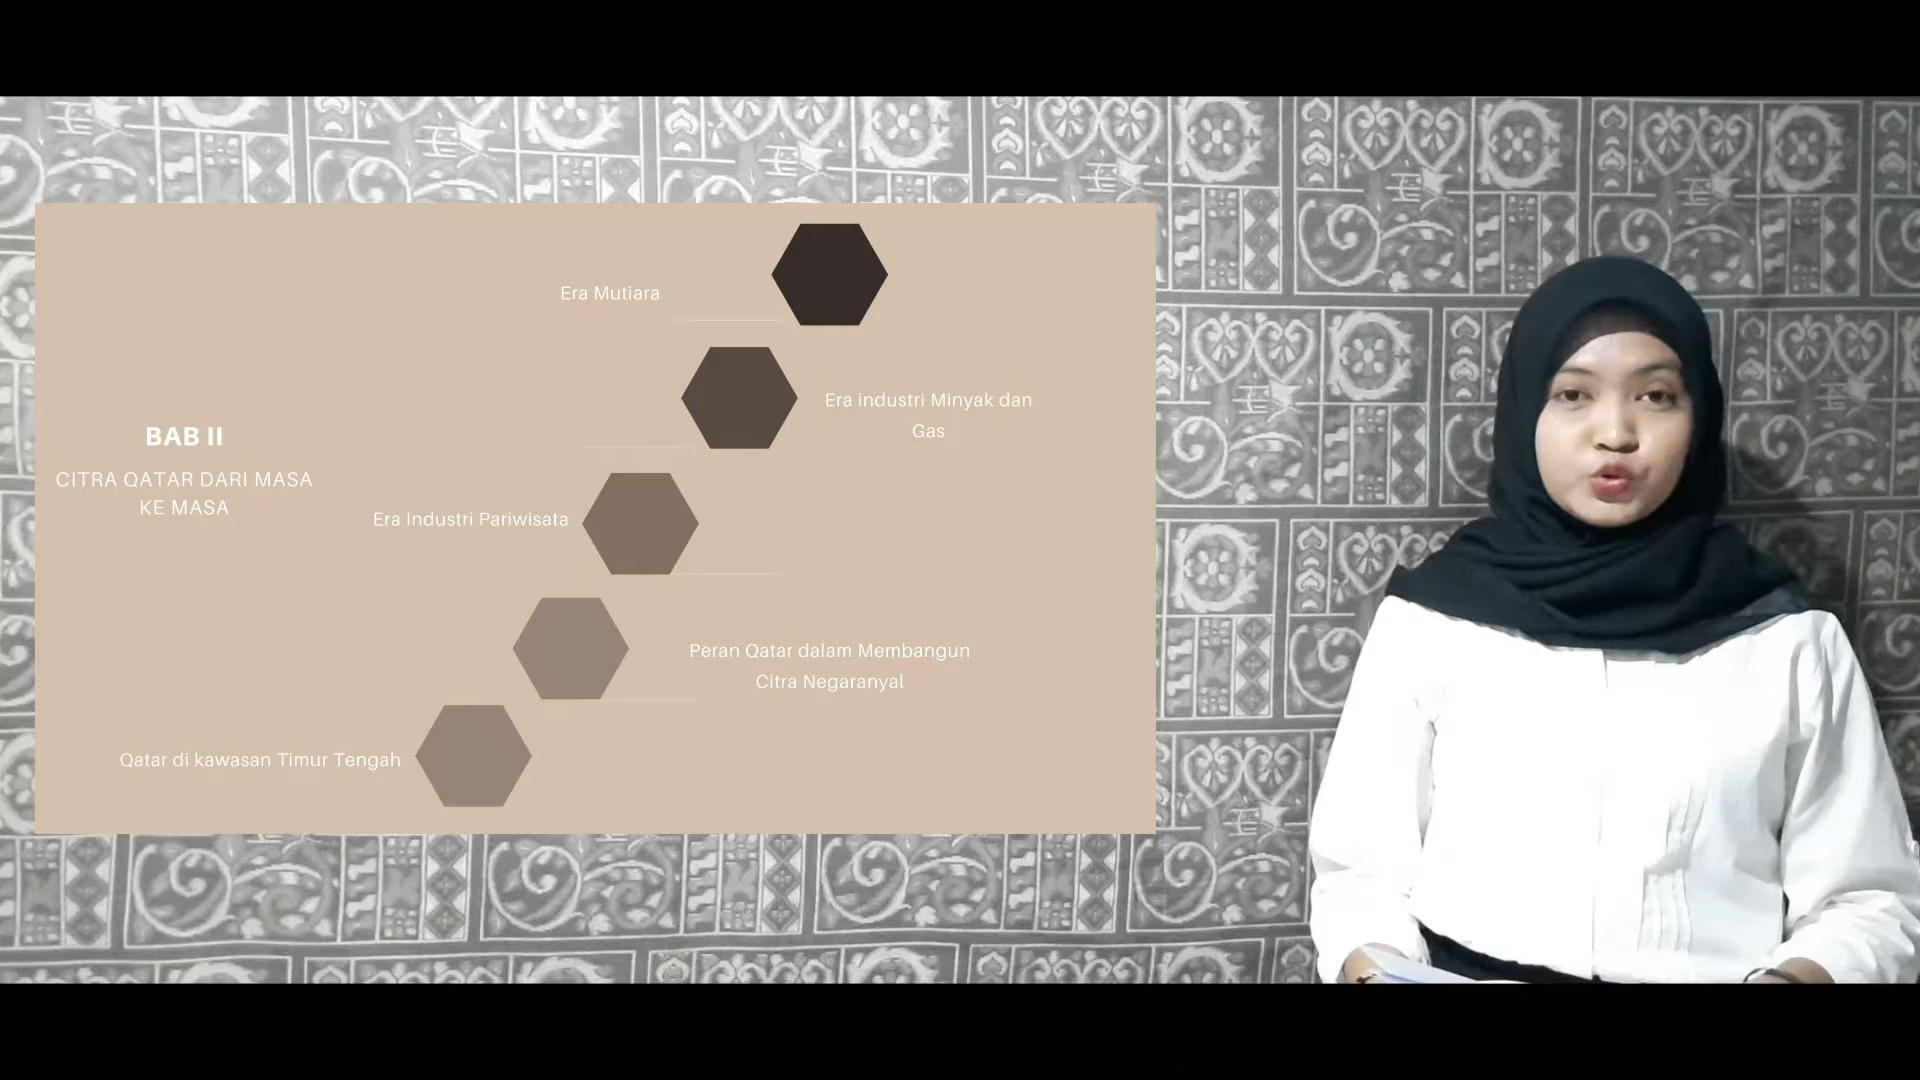 Era Mutiara
Era industri Minyak dan
Gas
BAB II
CITRA QATAR DARI MASA
KE MASA
Era Industri Pariwisata
Peran Qatar dalam Membangun
Citra Negaranyal
Qatar di kawasan Timur Tengah